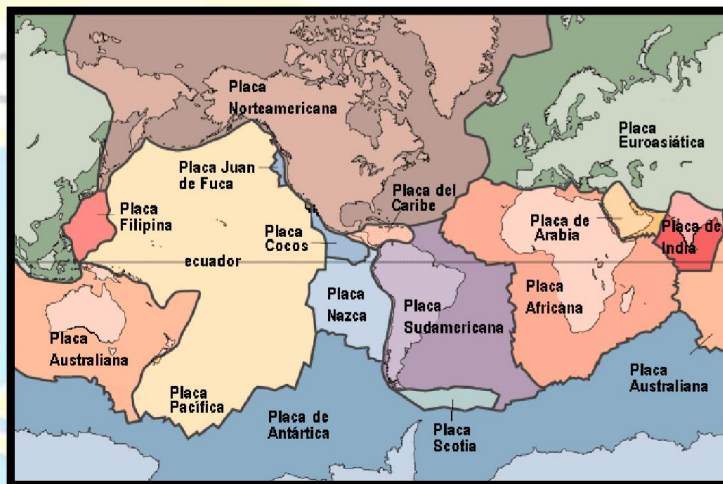 Placa
Norteamericana
Placa
Euroasiática
Placa Juan
de Fuca
Placa del
Caribe
Placa
Filipina
Placa de
Arabia
Placa de
India
Placa
Cocos
ecuador
Placa
Nazca
Placa
Sudamericana
Placa
Africana
Placa
Australiana
Placa
Australiana
Placa
Pacífica
Placa de
Antártica
Placa
Scotia